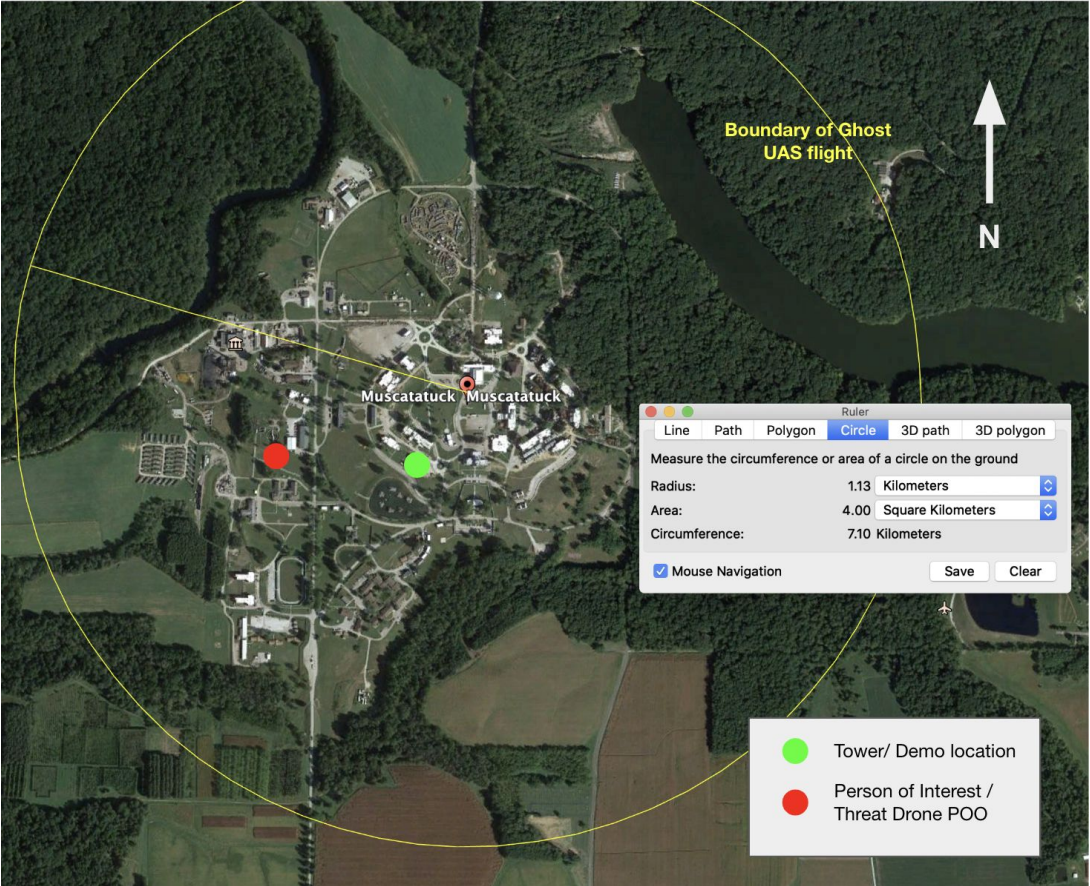 Boundary of Ghost
UAS flight
N
Muscatatuck Muscatatuck
Ruler
Line Path Polygon Circle 3D path 3D polygon
Measure the circumference or area of a circle on the ground
Radius: 1.13 Kilometers
Area: 4.00 Square Kilometers
Circumference: 7.10 Kilometers
Mouse Navigation Save Clear
Tower/ Demo location
Person of Interest /
Threat Drone POO